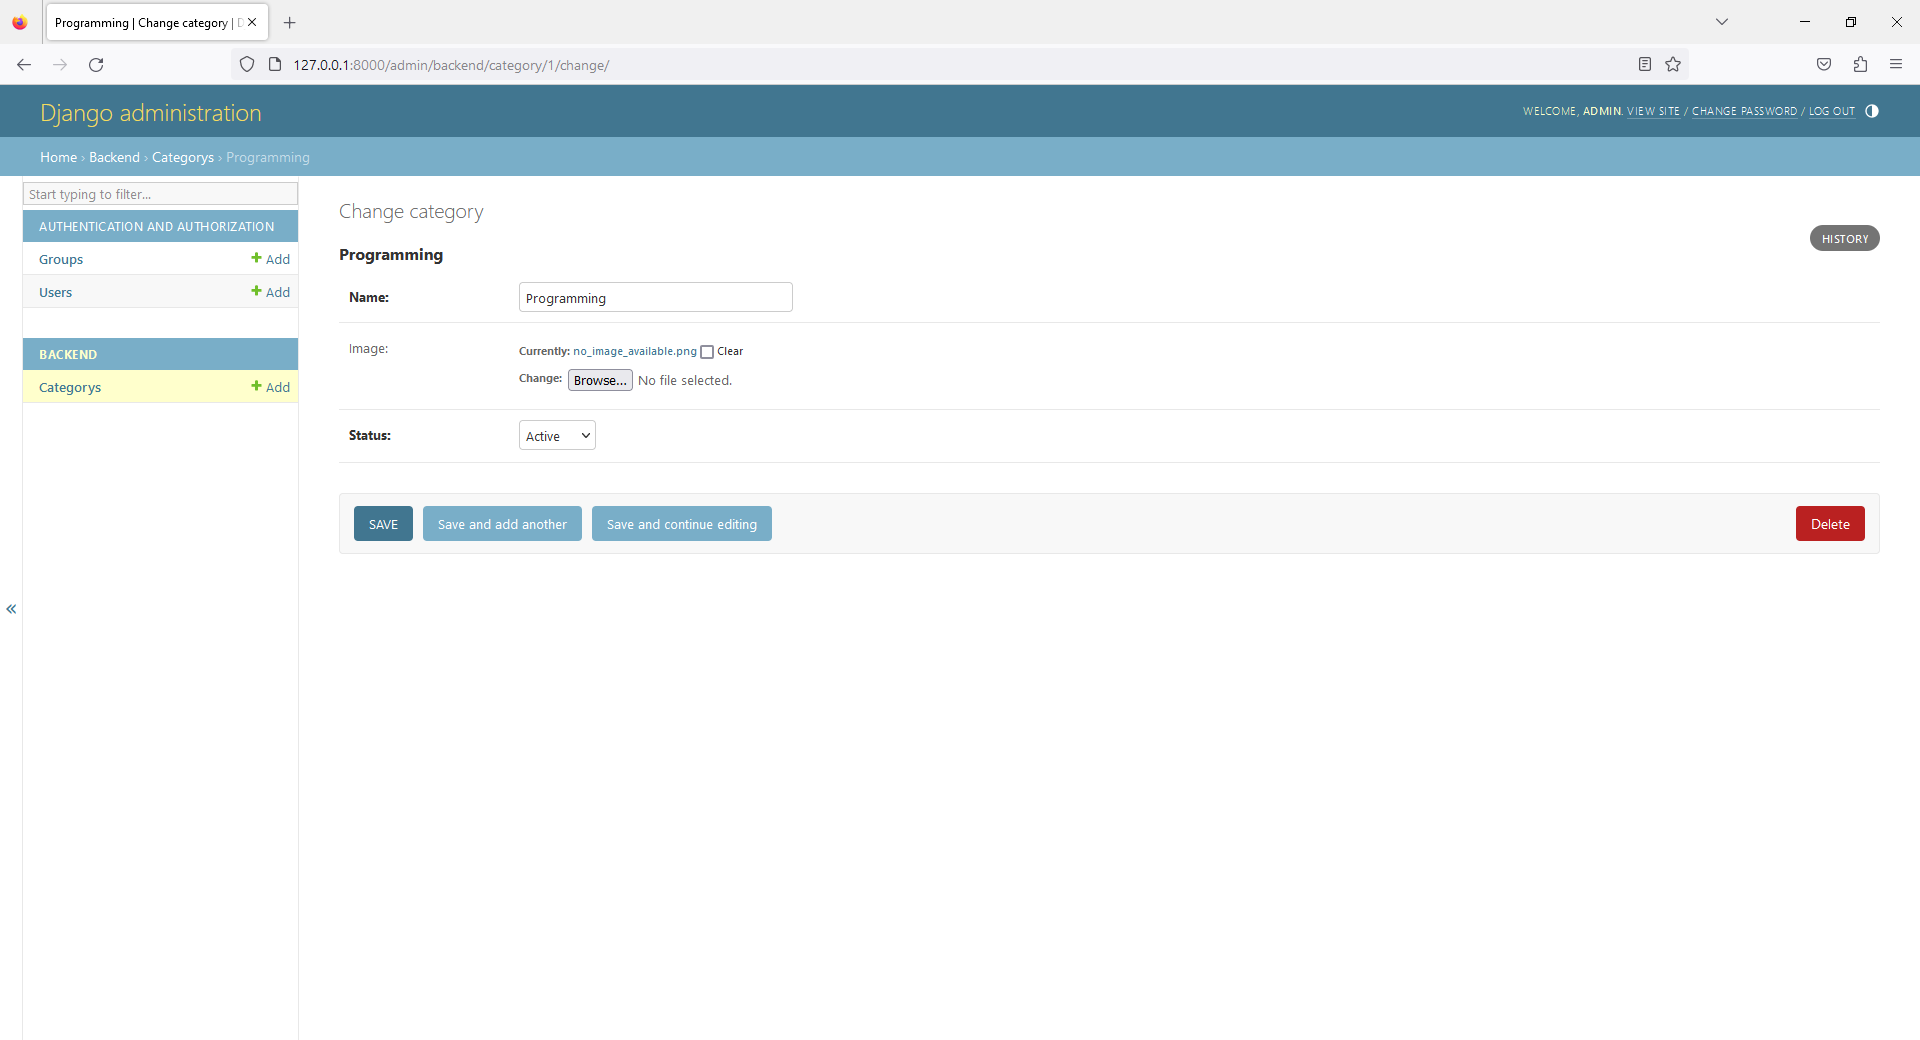 Programming | Change category |
127.0.0.1:8000/admin/backend/category/1/change/
Django administration
WELCOME, ADMIN. VIEW SITE / CHANGE PASSWORD / LOG OUT
Home › Backend › Categorys › Programming
Start typing to filter...
AUTHENTICATION AND AUTHORIZATION
Groups + Add
Users + Add
BACKEND
Categorys + Add
«
Change category
HISTORY
Programming
Name: Programming
Image: Currently: no_image_available.png Clear
Change: Browse... No file selected.
Status: Active
SAVE Save and add another Save and continue editing Delete